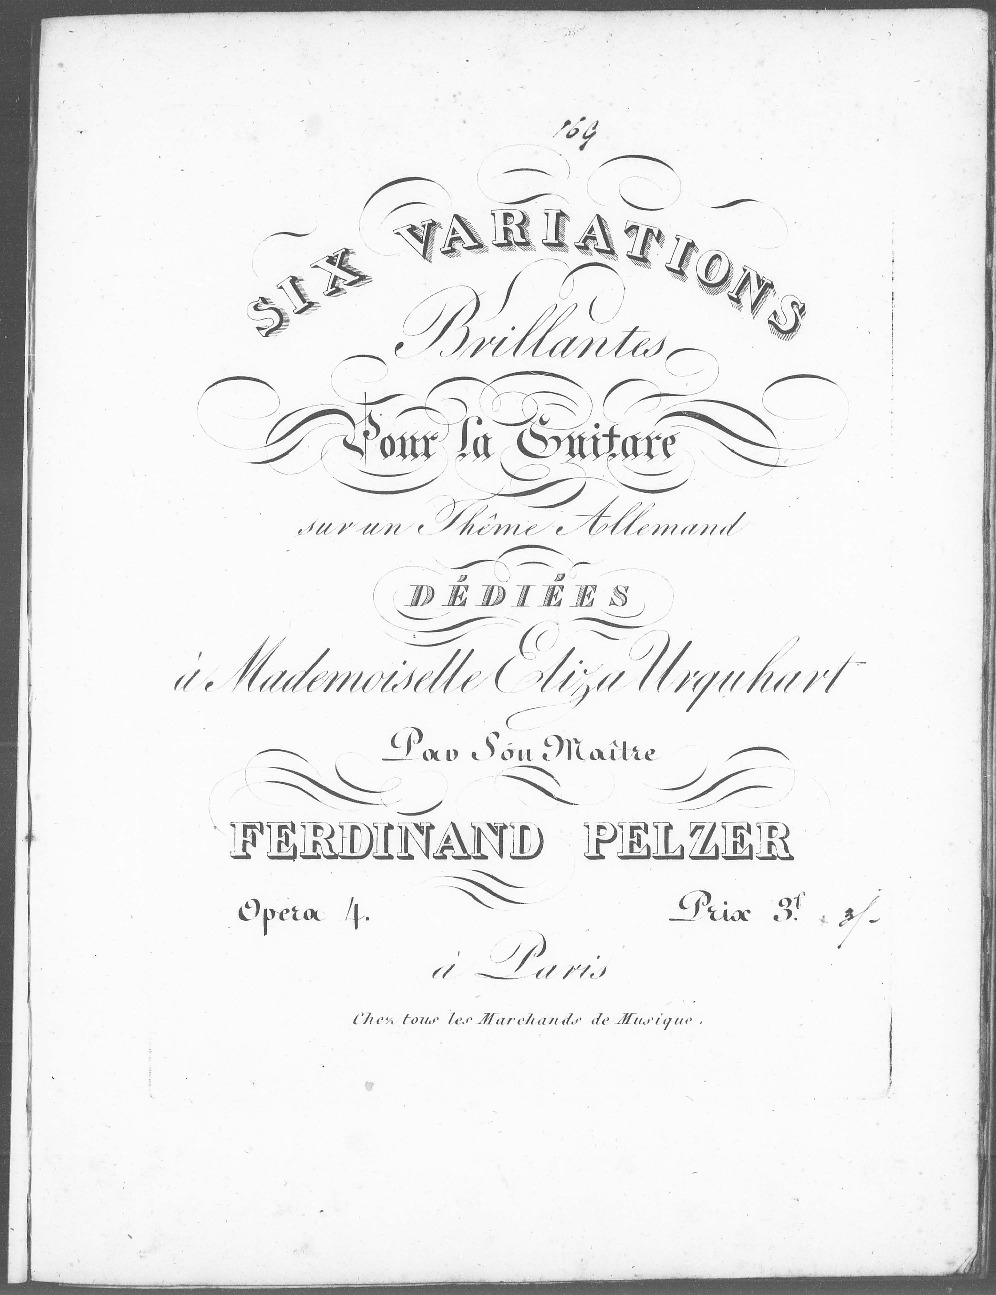 169
SIX VARIATIONS
Brillantes
Pour la Guitare
sur un Thême Allemand
DÉDIÉES
à Mademoiselle Eliza Urquhart
Par Son Maître
FERDINAND PELZER
Opera 4. Prix 3.f 3/-
à Paris
Chez tous les Marchands de Musique.